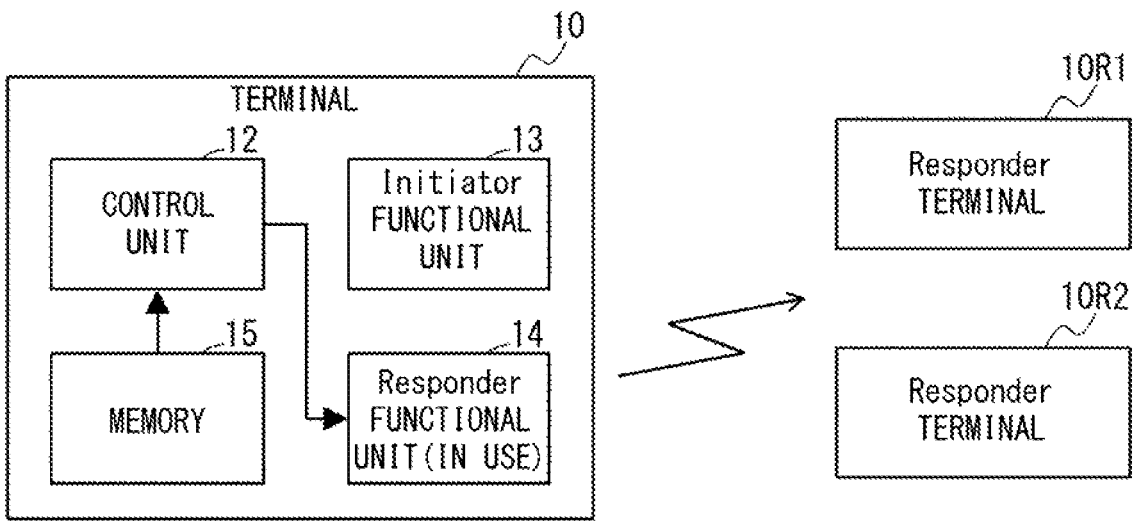 10
TERMINAL
12
CONTROL
UNIT
13
Initiator
FUNCTIONAL
UNIT
15
MEMORY
14
Responder
FUNCTIONAL
UNIT(IN USE)
10R1
Responder
TERMINAL
10R2
Responder
TERMINAL